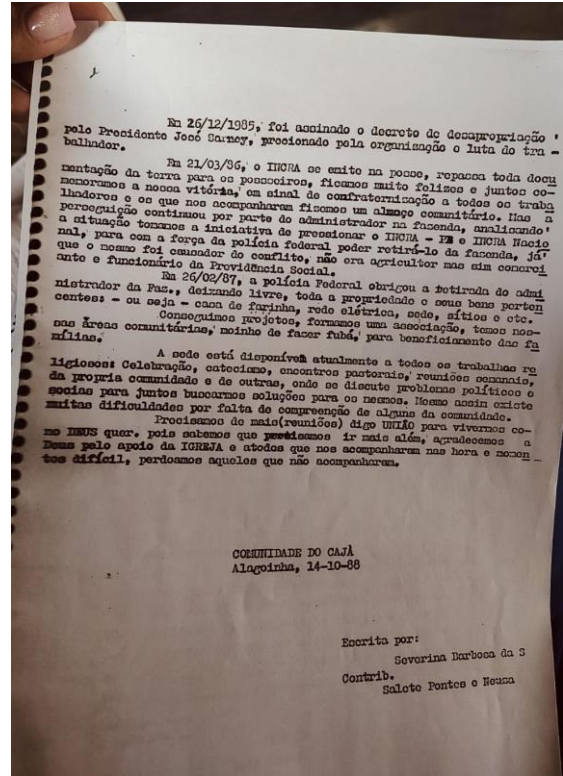 Em 26/12/1985, foi assinado o decreto de desapropriação '
pelo Presidente José Sarney, precionado pela organisação e luta do tra -
balhador.
Em 21/03/86, o INCRA se emite na posse, repassa toda docu
mentação da terra para os posseiros, ficamos muito felizes e juntos co-
memoramos a nossa vitória, em sinal de confraternização a todos os traba
lhadores e os que nos acompanharam fizemos um almoço comunitário. Mas a
perseguição continuou por parte do administrador na fazenda, analisando'
a situação tomamos a iniciativa de pressionar o INCRA - PB e INCRA Nacio
nal, para com a força da polícia federal poder retirá-lo da fazenda, já'
que o mesmo foi causador do conflito, não era agricultor mas sim comerci
ante e funcionário da Providência Social.
Em 26/02/87, a polícia Federal obrigou a retirada do admi
nistrador da Faz., deixando livre, toda a propriedade e seus bens perten
centes: - ou seja - casa de farinha, rede elétrica, sede, sítios e etc.
Conseguimos projetos, formamos uma associação, temos nos-
sas áreas comunitárias, moinho de fazer fubá, para beneficiamento das fa
mílias.
A sede está disponível atualmente a todos os trabalhos re
ligiosos: Celebração, catecismo, encontros pastorais, reuniões semanais,
da propria comunidade e de outras, onde se discute problemas políticos e
socias para juntos buscarmos soluções para os mesmos. Mesmo assim existe
muitas dificuldades por falta de compreenção de alguns da comunidade.
Precisamos de mais(reuniões) digo UNIÃO para vivermos co-
mo DEUS quer. pois sabemos que precisamos ir mais além, agradecemos a
Deus pelo apoio da IGREJA e atodos que nos acompanharam nas hora e momen -
tos difícil, perdoamos aqueles que não acompanharam.
COMUNIDADE DO CAJÀ
Alagoinha, 14-10-88
Escrita por:
Severina Barbosa da S
Contrib.
Salete Pontes e Neusa